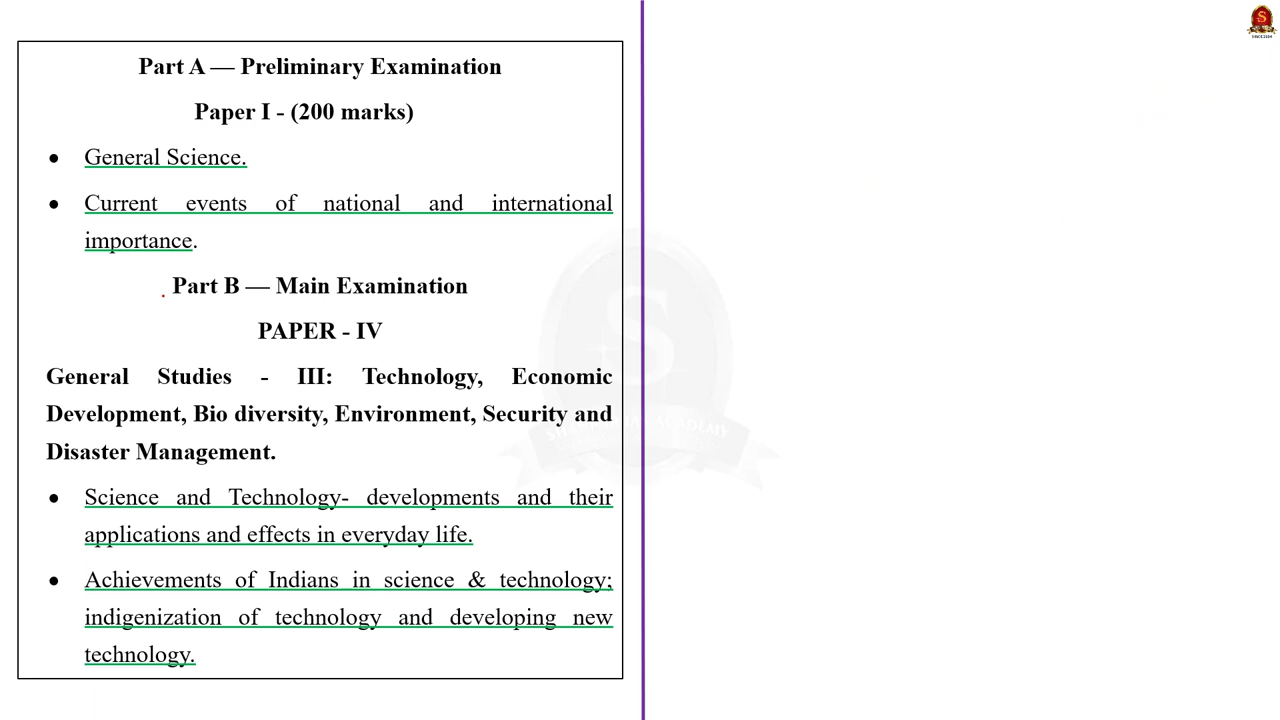 Part A — Preliminary Examination
Paper I - (200 marks)
● General Science.
● Current events of national and international
importance.
Part B — Main Examination
PAPER - IV
General Studies - III: Technology, Economic
Development, Bio diversity, Environment, Security and
Disaster Management.
● Science and Technology- developments and their
applications and effects in everyday life.
● Achievements of Indians in science & technology;
indigenization of technology and developing new
technology.
S
ACADEMY
S